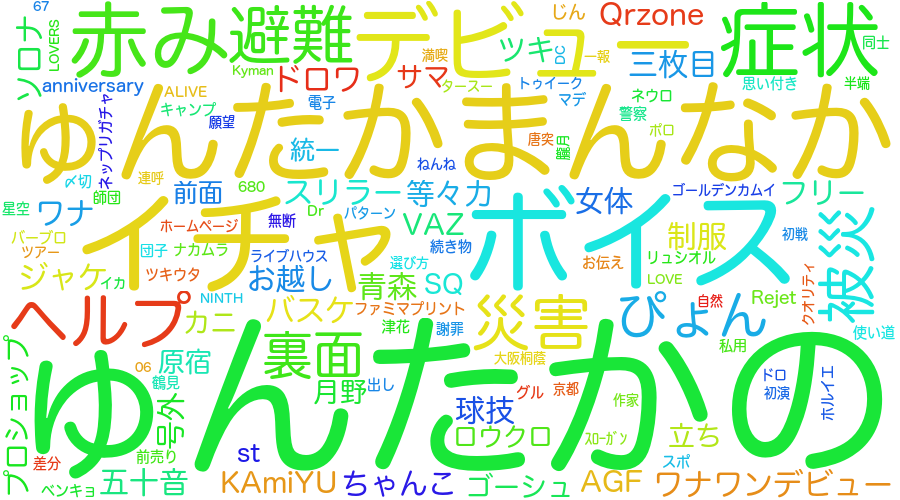 67
赤み
避難
デビュー
じん
Qrzone
症状
ソロナ
LOVERS
満喫
ツキ
DC
一報
三枚目
同士
Kyman
ドロワ
サマ
タースー
トゥイーク
思い付き
半端
anniversary
ALIVE
キャンプ
電子
マデ
ネウロ
ネップリガチャ
願望
警察
ポロ
ゅんたかまんなか
唐突
朧月
統一
ねんね
〆切
連呼
師団
前面
680
スリラー
等々力
女体
ゴールデンカムイ
フリー
星空
ワナ
Dr
パターン
VAZ
ボイス
バープロ
ホームページ
無断
イチャ
制服
初戦
被災
ツアー
団子
ナカムラ
ライブハウス
続き物
リュシオル
ジャケ
イカ
ツキウタ
お越し
選び方
お伝え
青森
SQ
LOVE
クオリティ
NINTH
バスケ
ファミマプリント
自然
Rejet
ヘルプ
カニ
津花
謝罪
災害
ぴょん
使い道
プロショップ
裏面
大阪桐蔭
私用
06
原宿
鶴見
月野
出し
グル
京都
ドロ
初演
ホルイエ
ゅんたかの
号外
球技
作家
前売り
st
ロウクロ
ｽﾛｰｶﾞﾝ
立ち
差分
スポ
ベンキョ
五十音
KAmiYU
ちゃんこ
ゴーシュ
AGF
ワナワンデビュー